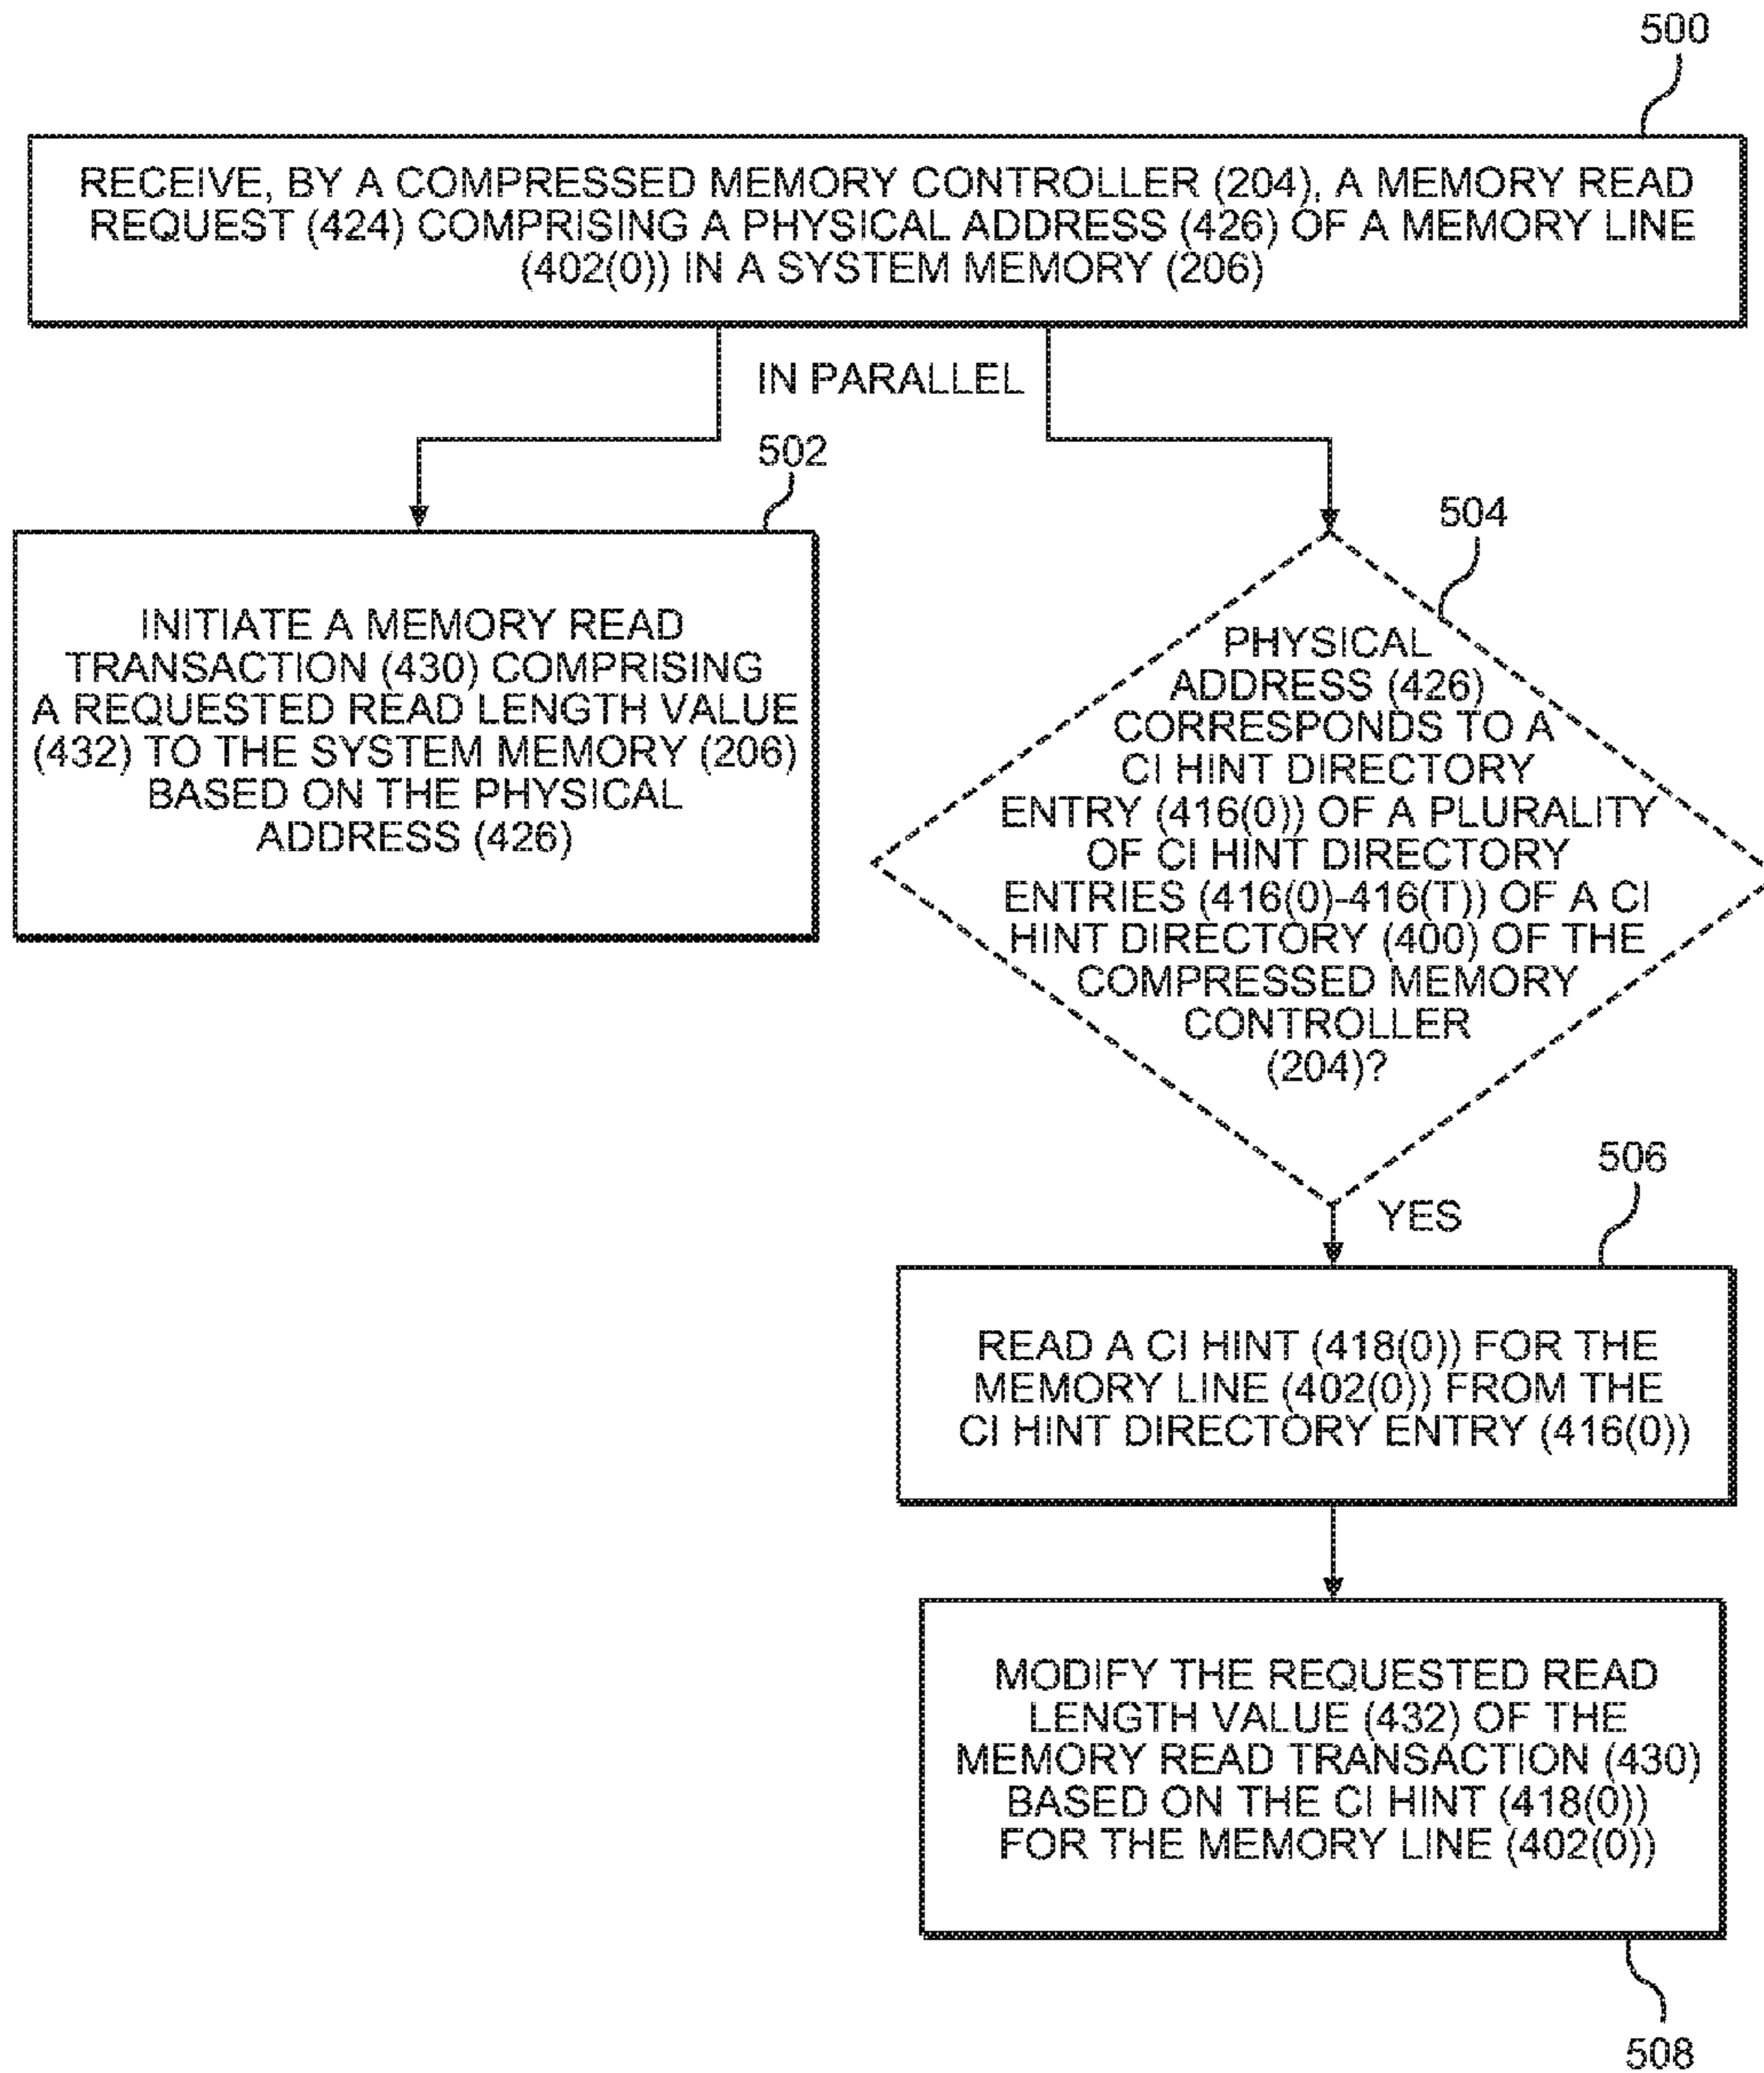 500
RECEIVE, BY A COMPRESSED MEMORY CONTROLLER (204), A MEMORY READ
REQUEST (424) COMPRISING A PHYSICAL ADDRESS (426) OF A MEMORY LINE
(402(0)) IN A SYSTEM MEMORY (206)
IN PARALLEL
502
INITIATE A MEMORY READ
TRANSACTION (430) COMPRISING
A REQUESTED READ LENGTH VALUE
(432) TO THE SYSTEM MEMORY (206)
BASED ON THE PHYSICAL
ADDRESS (426)
504
PHYSICAL
ADDRESS (426)
CORRESPONDS TO A
CI HINT DIRECTORY
ENTRY (416(0)) OF A PLURALITY
OF CI HINT DIRECTORY
ENTRIES (416(0)-416(T)) OF A CI
HINT DIRECTORY (400) OF THE
COMPRESSED MEMORY
CONTROLLER
(204)?
YES
506
READ A CI HINT (418(0)) FOR THE
MEMORY LINE (402(0)) FROM THE
CI HINT DIRECTORY ENTRY (416(0))
MODIFY THE REQUESTED READ
LENGTH VALUE (432) OF THE
MEMORY READ TRANSACTION (430)
BASED ON THE CI HINT (418(0))
FOR THE MEMORY LINE (402(0))
508